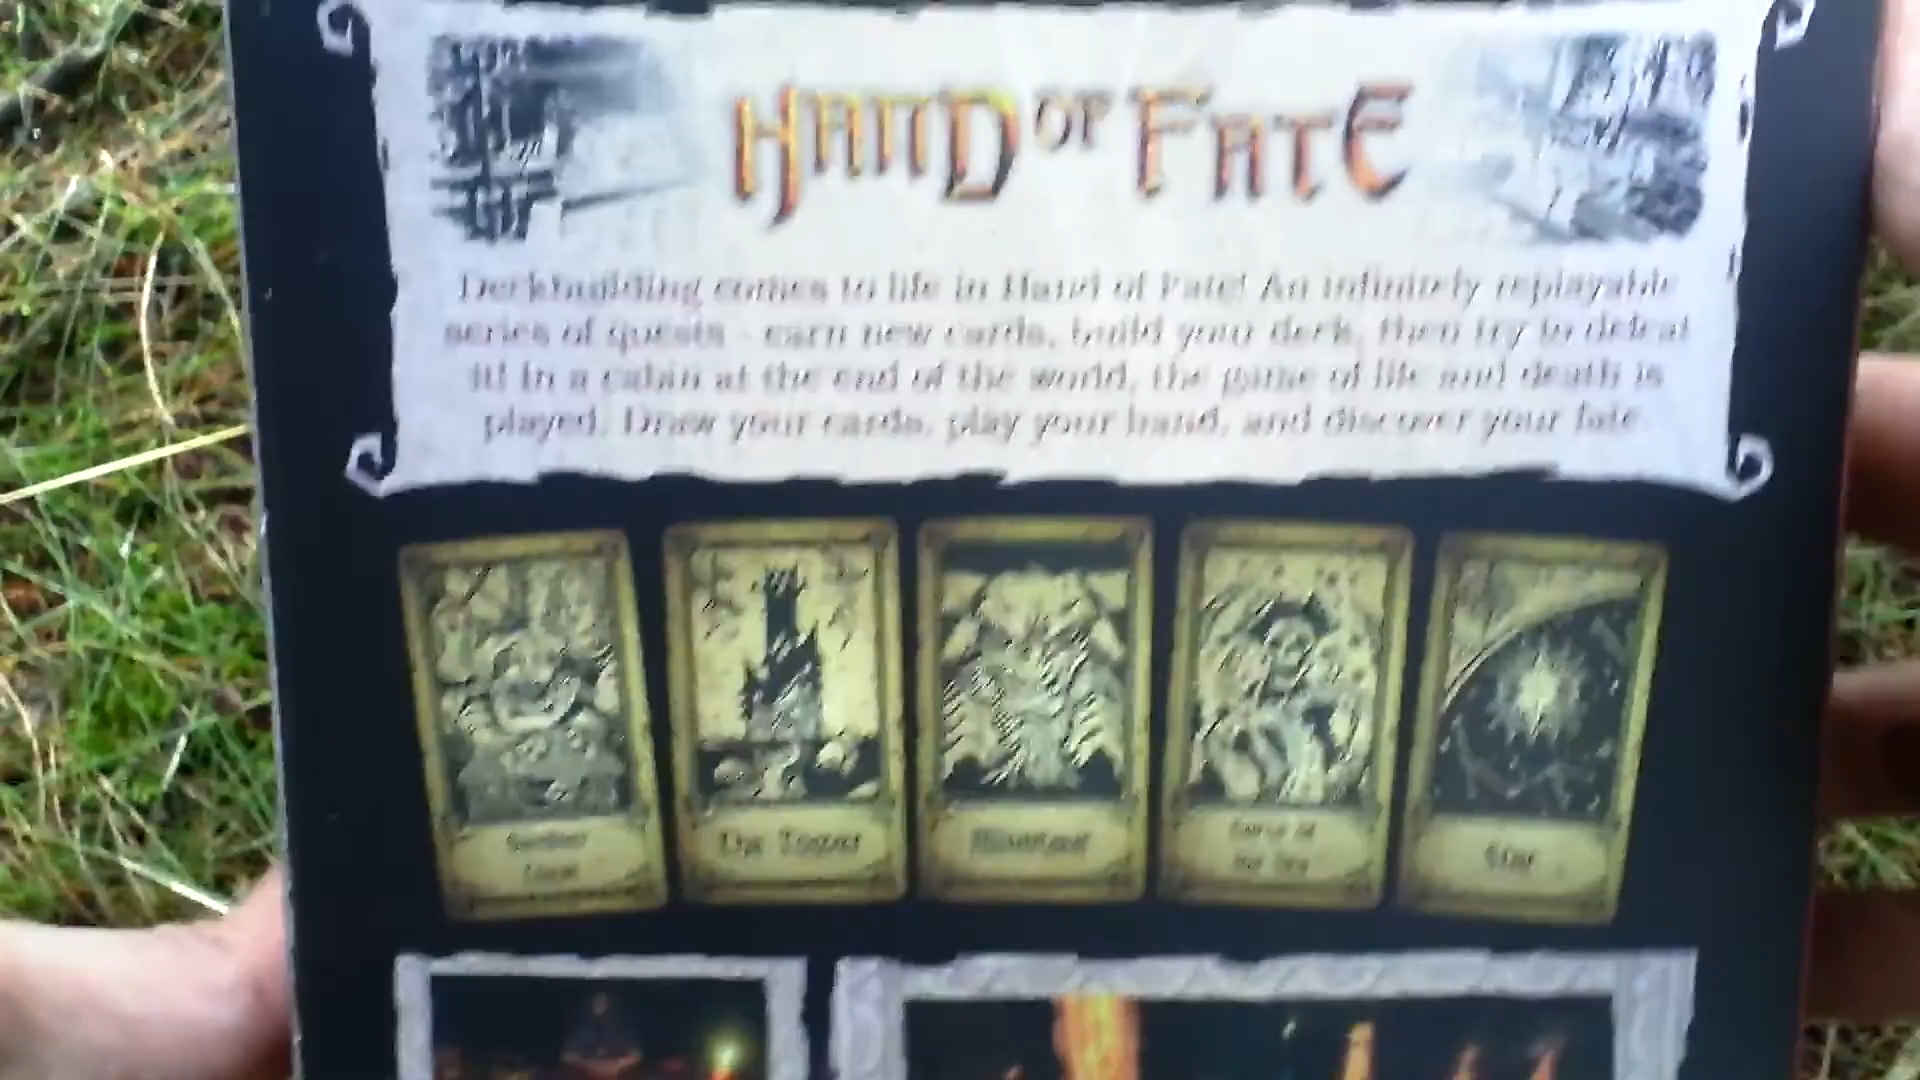 HAND OF FATE
Deckbuilding comes to life in Hand of Fate! An infinitely replayable
series of quests - earn new cards, build your deck, then try to defeat
it! In a cabin at the end of the world, the game of life and death is
played. Draw your cards, play your hand, and discover your fate
The Tower
Minotaur
Star